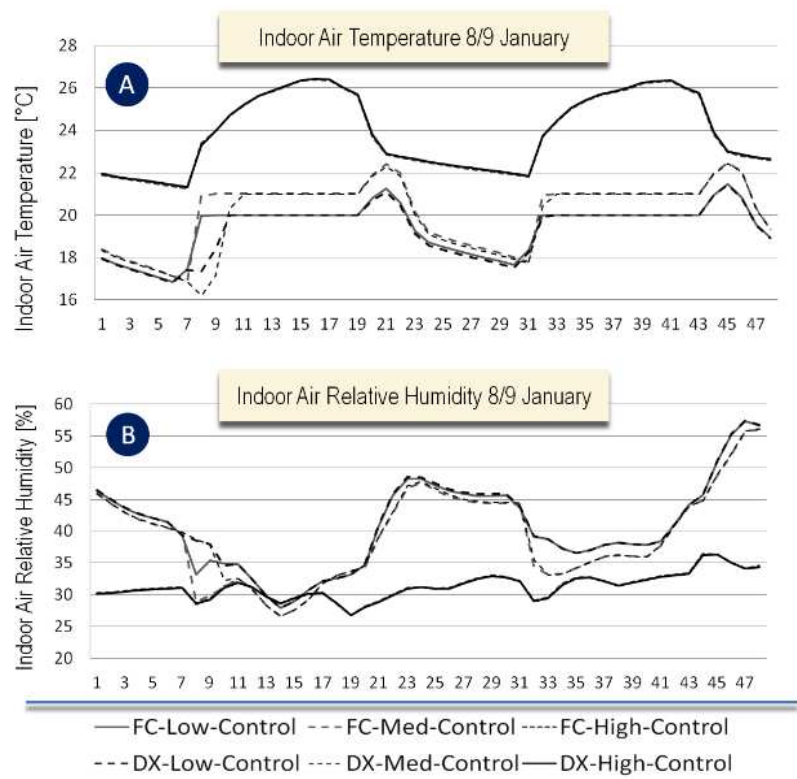 Indoor Air Temperature 8/9 January
A
Indoor Air Temperature [°C]
28
26
24
22
20
18
16
1 3 5 7 9 11 13 15 17 19 21 23 25 27 29 31 33 35 37 39 41 43 45 47
Indoor Air Relative Humidity 8/9 January
B
Indoor Air Relative Humidity [%]
60
55
50
45
40
35
30
25
20
1 3 5 7 9 11 13 15 17 19 21 23 25 27 29 31 33 35 37 39 41 43 45 47
FC-Low-Control FC-Med-Control FC-High-Control
DX-Low-Control DX-Med-Control DX-High-Control